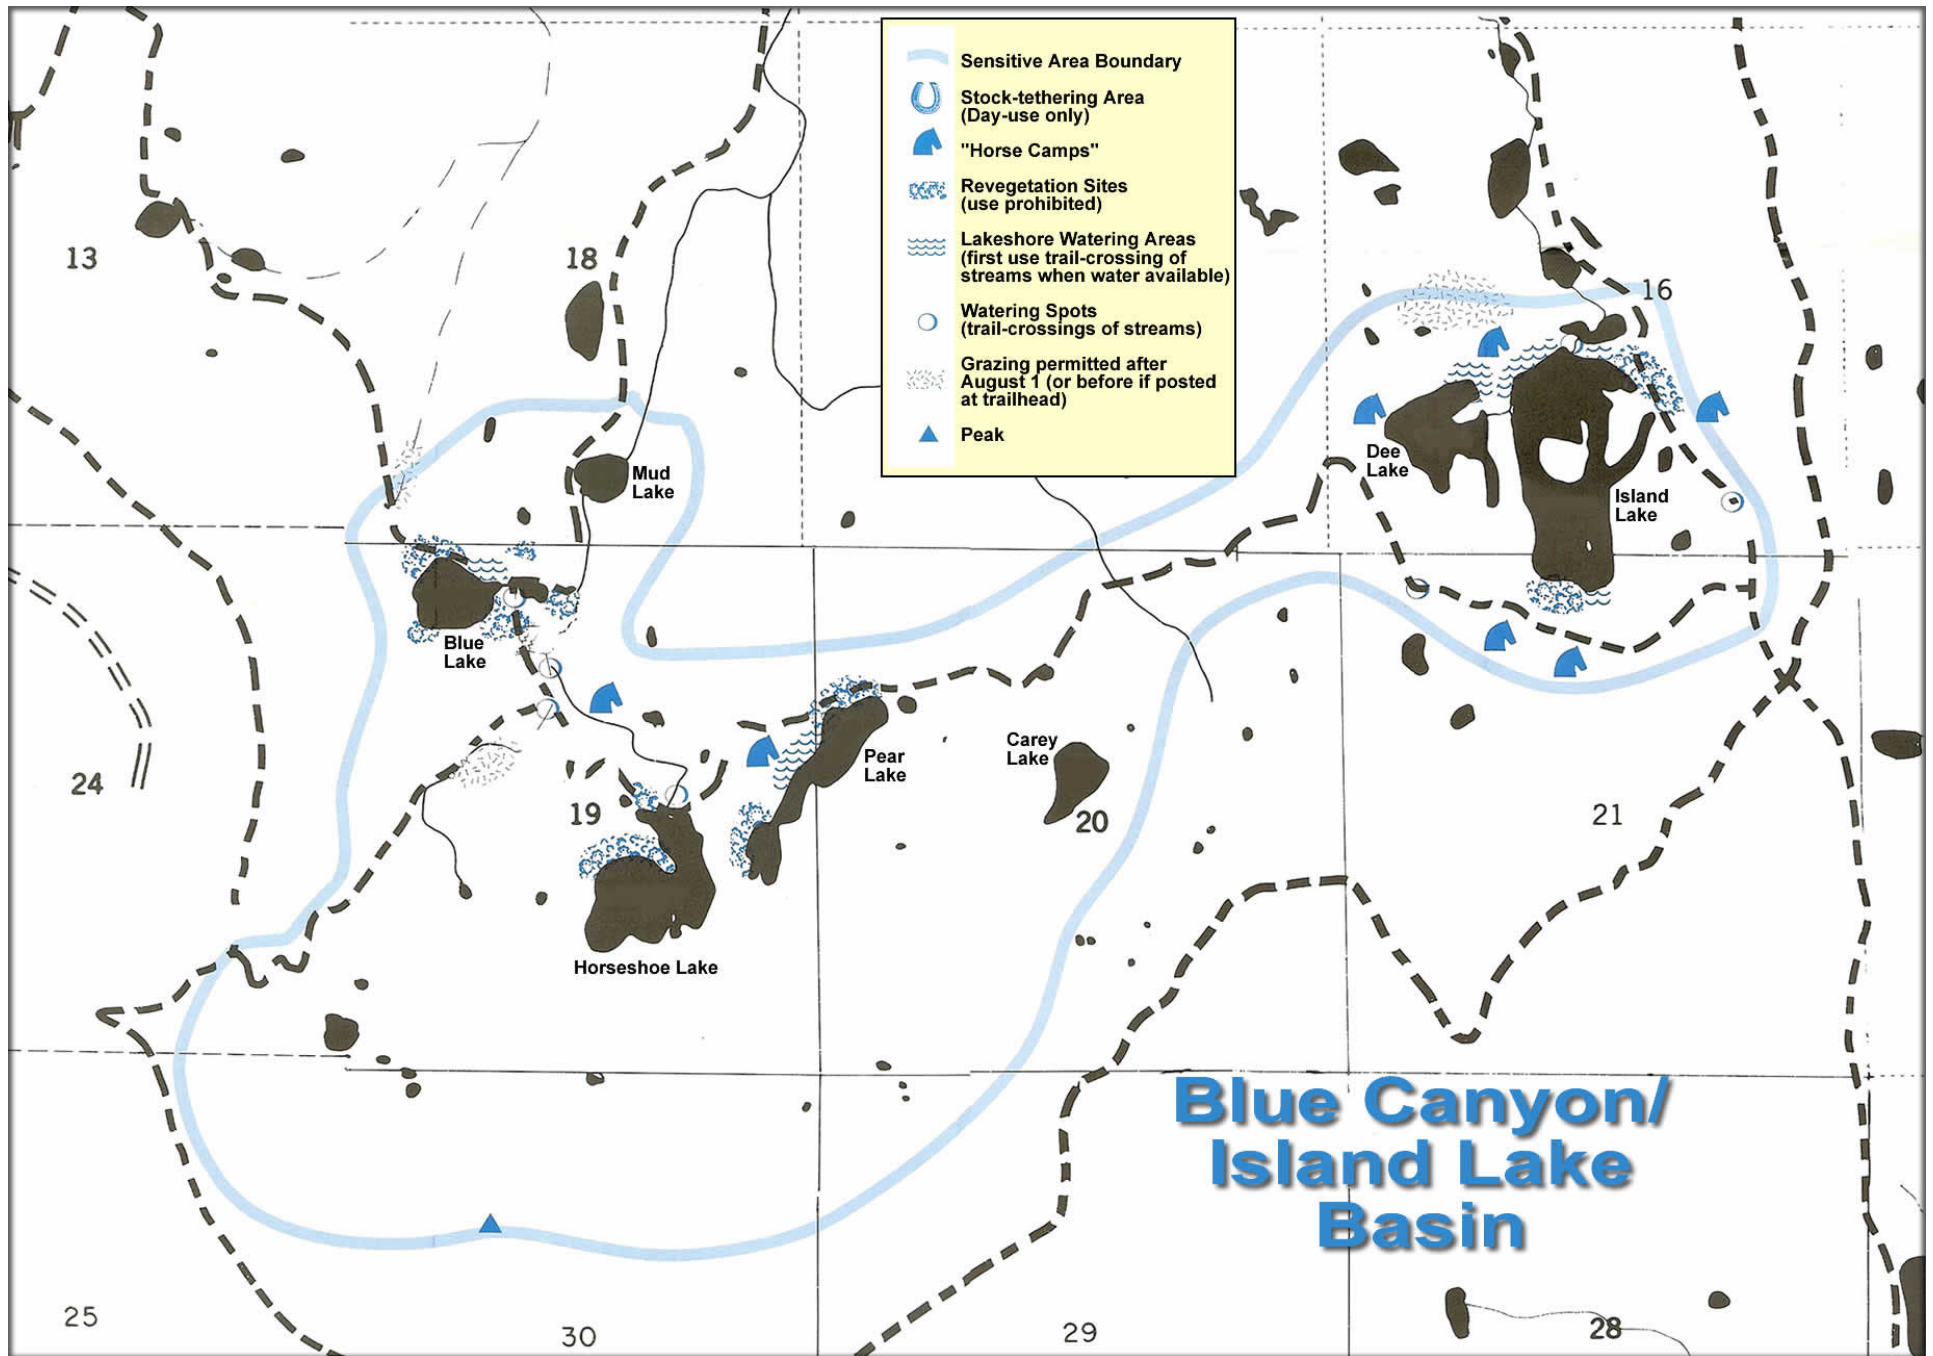 Sensitive Area Boundary
Stock-tethering Area
(Day-use only)
"Horse Camps"
Revegetation Sites
(use prohibited)
Lakeshore Watering Areas
(first use trail-crossing of
streams when water available)
Watering Spots
(trail-crossings of streams)
Grazing permitted after
August 1 (or before if posted
at trailhead)
Peak
13
18
16
Mud
Lake
Dee
Lake
Island
Lake
Blue
Lake
Pear
Lake
Carey
Lake
24
19
20
21
Horseshoe Lake
Blue Canyon/
Island Lake
Basin
25
30
29
28